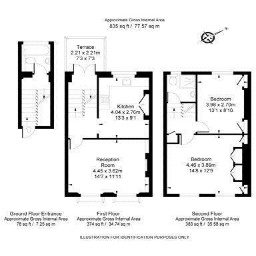 Approximate Gross Internal Area
835 sq ft / 77.57 sq m
Terrace
2.21 x 2.21m
7'3 x 7'3
Kitchen
4.04 x 2.76m
13'3 x 9'1
Bedroom
3.98 x 2.70m
13'1 x 8'10
Reception
Room
4.45 x 3.62m
14'7 x 11'11
Bedroom
4.46 x 3.89m
14'8 x 12'9
Ground Floor Entrance
Approximate Gross Internal Area
78 sq ft / 7.25 sq m
First Floor
Approximate Gross Internal Area
374 sq ft / 34.74 sq m
Second Floor
Approximate Gross Internal Area
383 sq ft / 35.58 sq m
FOR IDENTIFICATION PURPOSES ONLY